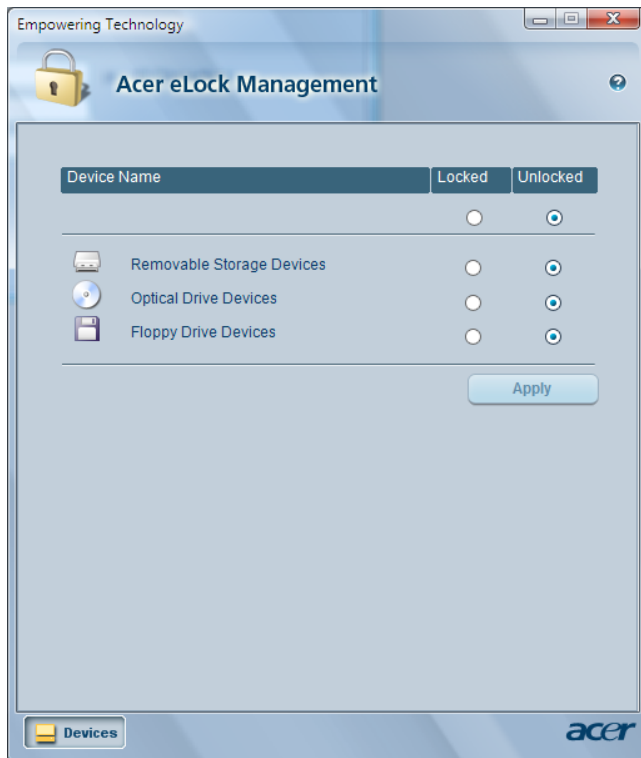 Empowering Technology
Acer eLock Management
Device Name Locked Unlocked
Removable Storage Devices
Optical Drive Devices
Floppy Drive Devices
Apply
Devices
acer